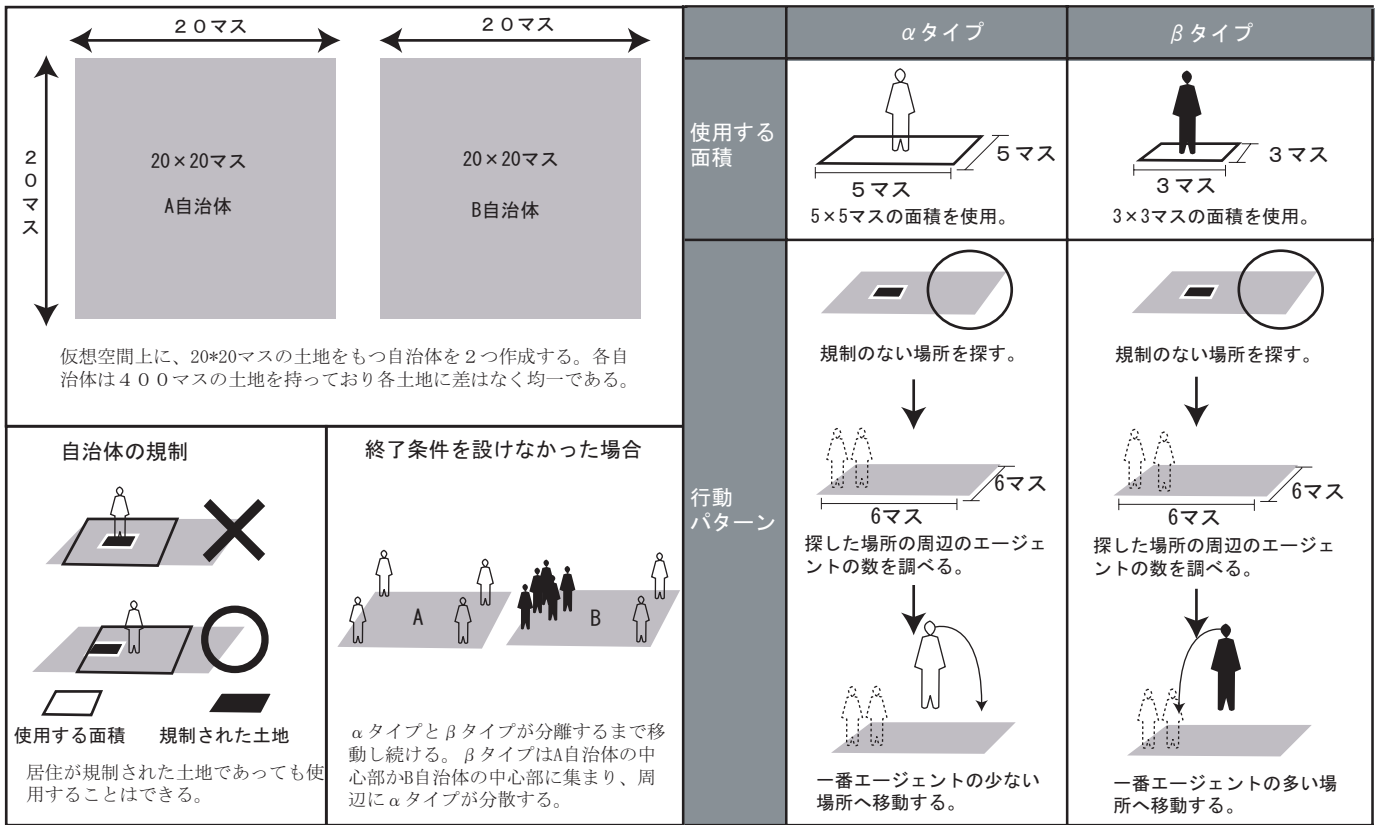 ２０マス
２０マス
２０マス
20×20マス
A自治体
20×20マス
B自治体
仮想空間上に、20*20マスの土地をもつ自治体を２つ作成する。各自
治体は４００マスの土地を持っており各土地に差はなく均一である。
自治体の規制
使用する面積
規制された土地
居住が規制された土地であっても使
用することはできる。
終了条件を設けなかった場合
A
B
αタイプとβタイプが分離するまで移
動し続ける。βタイプはA自治体の中
心部かB自治体の中心部に集まり、周
辺にαタイプが分散する。
αタイプ
βタイプ
使用する
面積
５マス
５マス
5×5マスの面積を使用。
３マス
３マス
3×3マスの面積を使用。
行動
パターン
規制のない場所を探す。
6マス
6マス
探した場所の周辺のエージェ
ントの数を調べる。
一番エージェントの少ない
場所へ移動する。
規制のない場所を探す。
6マス
6マス
探した場所の周辺のエージェ
ントの数を調べる。
一番エージェントの多い場
所へ移動する。